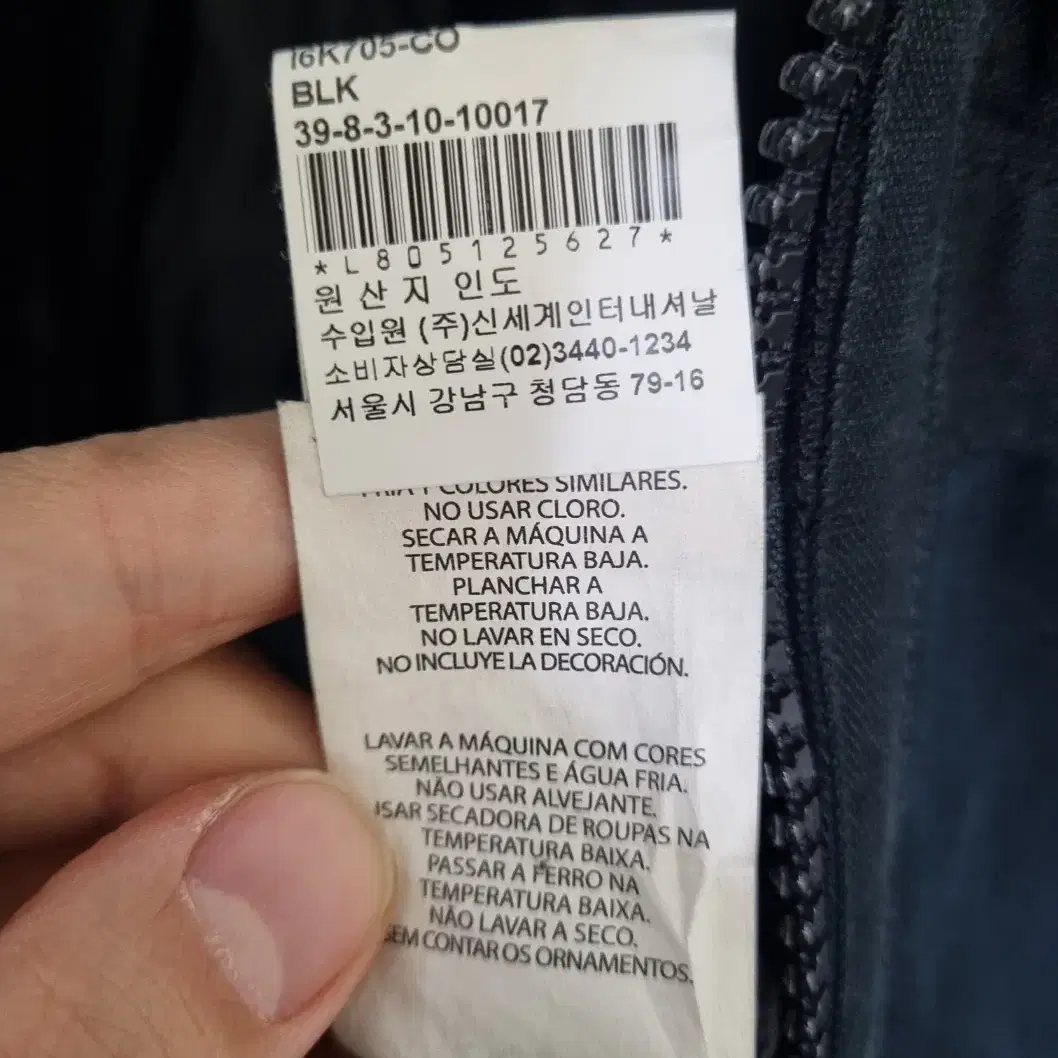 I6K705-CO
BLK
39-8-3-10-10017
*L805125627*
원 산 지 인도
수입원 (주)신세계인터내셔날
소비자상담실(02)3440-1234
서울시 강남구 청담동 79-16
FRIA Y COLORES SIMILARES.
NO USAR CLORO.
SECAR A MÁQUINA A
TEMPERATURA BAJA.
PLANCHAR A
TEMPERATURA BAJA.
NO LAVAR EN SECO.
NO INCLUYE LA DECORACIÓN.
LAVAR A MÁQUINA COM CORES
SEMELHANTES E ÁGUA FRIA.
NÃO USAR ALVEJANTE.
USAR SECADORA DE ROUPAS NA
TEMPERATURA BAIXA.
PASSAR A FERRO NA
TEMPERATURA BAIXA.
NÃO LAVAR A SECO.
SEM CONTAR OS ORNAMENTOS.